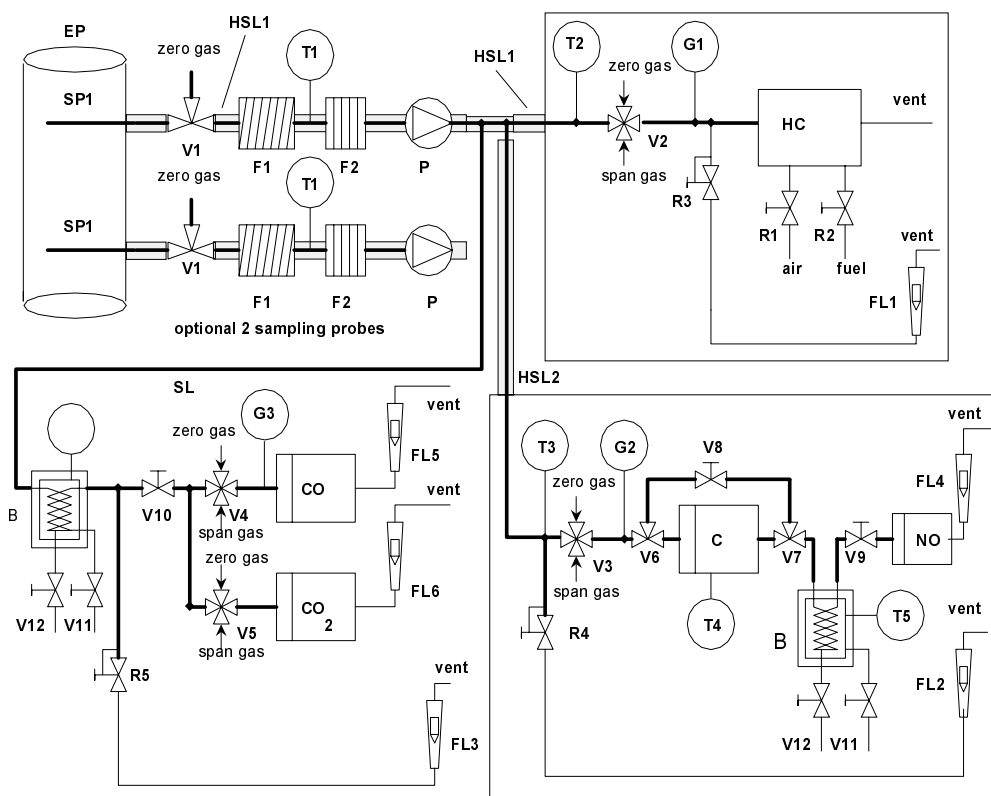 EP
HSL1
zero gas
T1
SP1
V1
F1
F2
P
HSL1
T2
G1
zero gas
V2
span gas
HC
vent
R3
R1
R2
air
fuel
vent
FL1
zero gas
T1
SP1
V1
F1
F2
P
optional 2 sampling probes
SL
HSL2
G3
vent
zero gas
FL5
CO
B
V10
V4
span gas
vent
zero gas
FL6
CO
2
V5
span gas
V12
V11
R5
vent
FL3
T3
G2
V8
vent
zero gas
FL4
C
NO
V3
V6
V7
V9
span gas
R4
T4
B
T5
vent
FL2
V12
V11